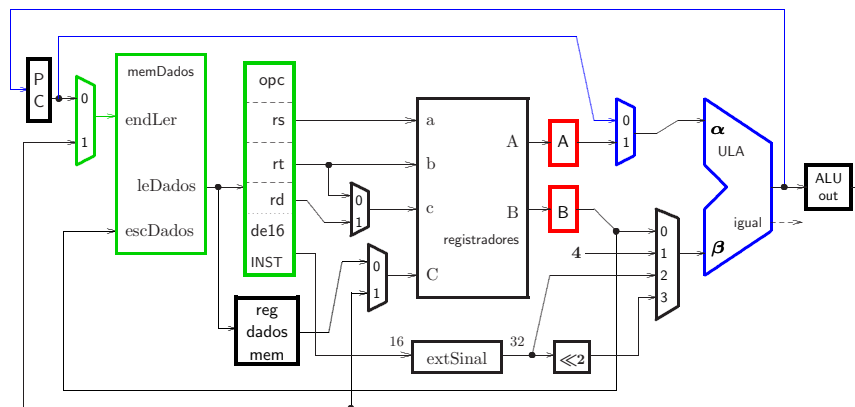 P
C
0
1
memDados
endLer
leDados
escDados
opc
rs
rt
rd
de16
INST
reg
dados
mem
0
1
0
1
a
b
c
C
A
B
registradores
A
B
16
extSinal
32
≪2
4
0
1
0
1
2
3
α
ULA
igual
β
ALU
out